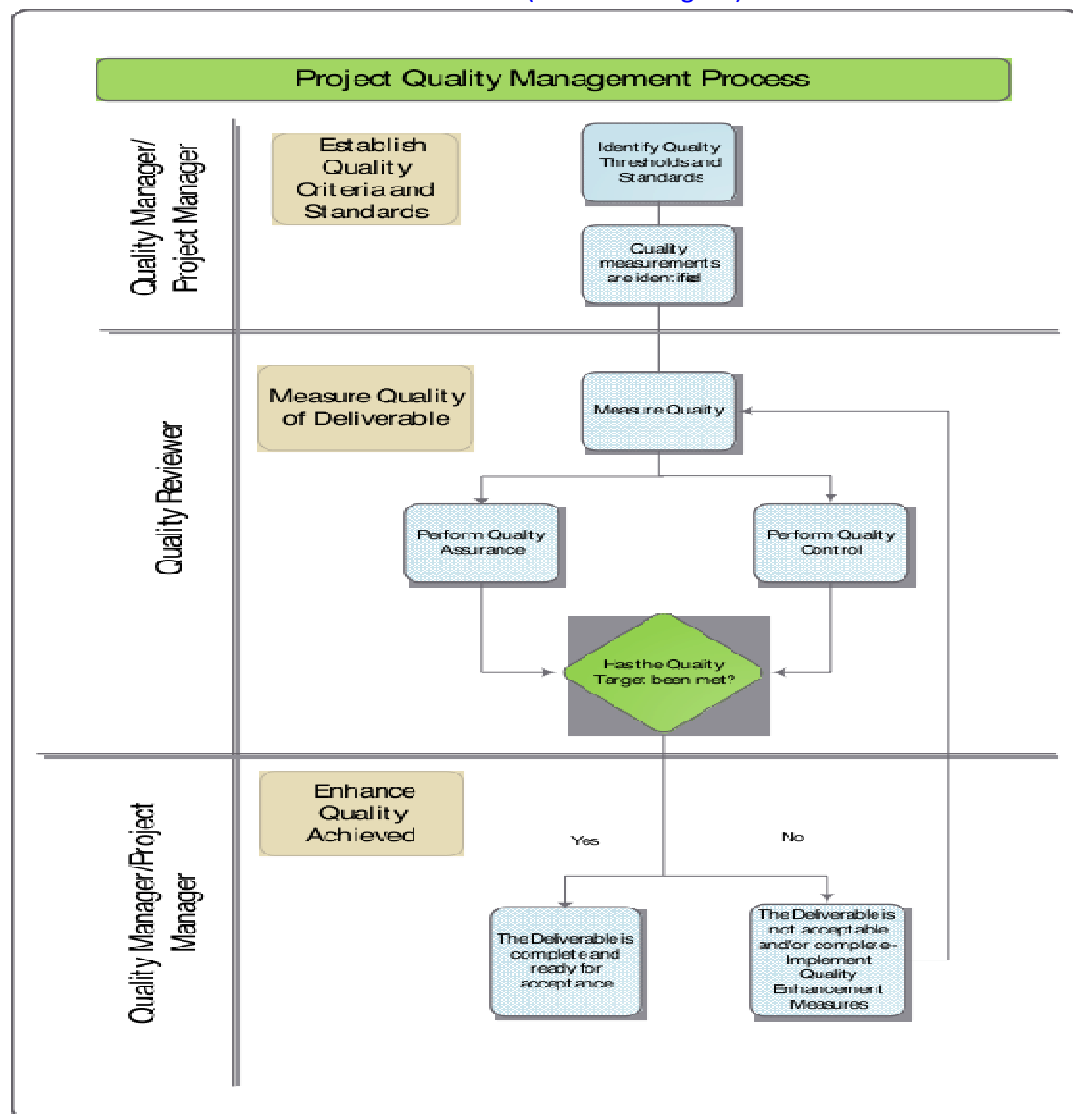 Project Quality Management Process
Quality Manager/
Project Manager
Establish
Quality
Criteria and
Standards
Identify Quality
Thresholds and
Standards
Quality
measurements
are identified
Quality Reviewer
Measure Quality
of Deliverable
Measure Quality
Perform Quality
Assurance
Perform Quality
Control
Has the Quality
Target been met?
Quality Manager/Project
Manager
Enhance
Quality
Achieved
Yes
No
The Deliverable is
complete and
ready for
acceptance
The Deliverable is
not acceptable
and/or complete-
Implement
Quality
Enhancement
Measures